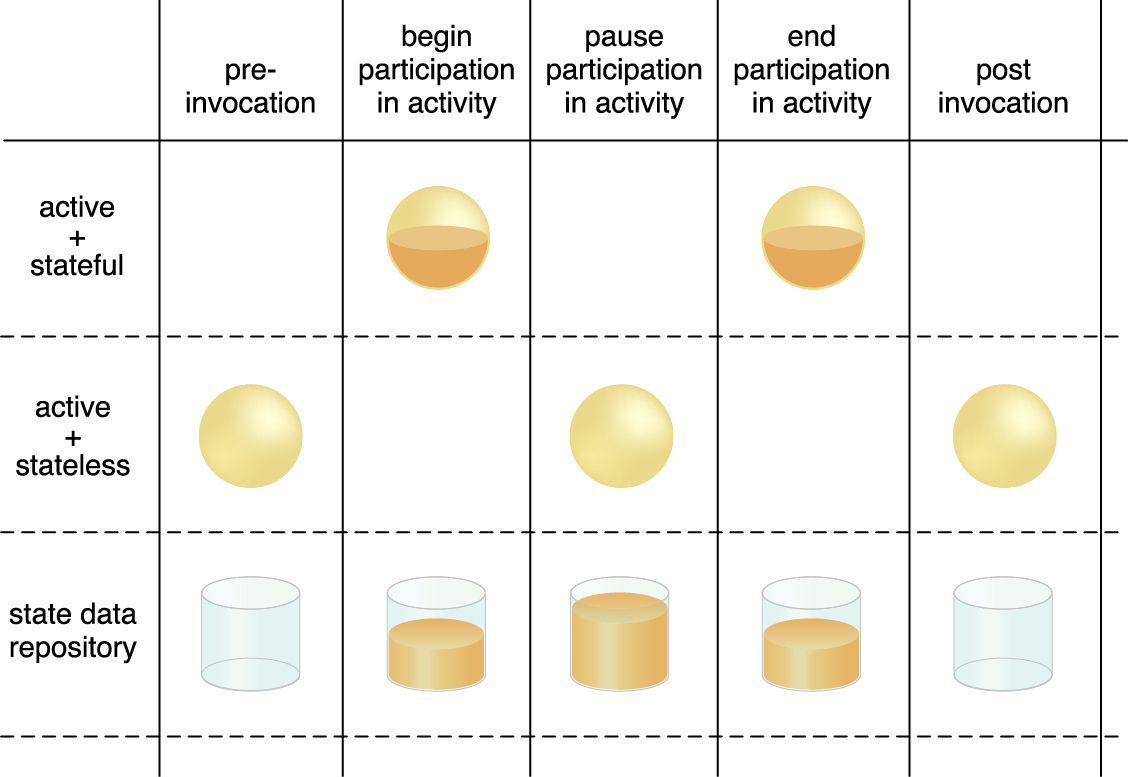 pre-
invocation
begin
participation
in activity
pause
participation
in activity
end
participation
in activity
post
invocation
active
+
stateful
active
+
stateless
state data
repository